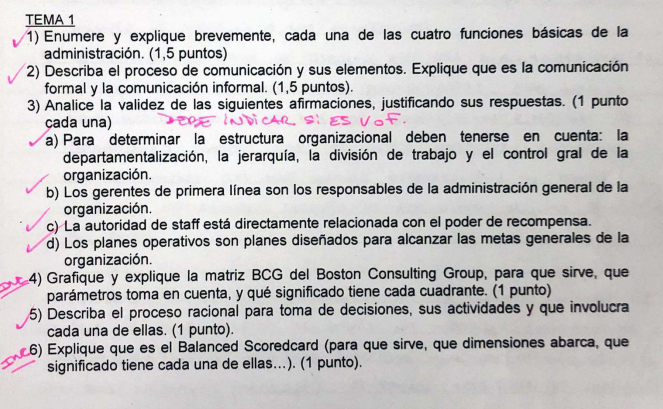 TEMA 1
1) Enumere y explique brevemente, cada una de las cuatro funciones básicas de la
administración. (1,5 puntos)
2) Describa el proceso de comunicación y sus elementos. Explique que es la comunicación
formal y la comunicación informal. (1,5 puntos).
3) Analice la validez de las siguientes afirmaciones, justificando sus respuestas. (1 punto
cada una) DEBE INDICAR SI ES V o F.
a) Para determinar la estructura organizacional deben tenerse en cuenta: la
departamentalización, la jerarquía, la división de trabajo y el control gral de la
organización.
b) Los gerentes de primera línea son los responsables de la administración general de la
organización.
c) La autoridad de staff está directamente relacionada con el poder de recompensa.
d) Los planes operativos son planes diseñados para alcanzar las metas generales de la
organización.
INC 4) Grafique y explique la matriz BCG del Boston Consulting Group, para que sirve, que
parámetros toma en cuenta, y qué significado tiene cada cuadrante. (1 punto)
5) Describa el proceso racional para toma de decisiones, sus actividades y que involucra
cada una de ellas. (1 punto).
INC 6) Explique que es el Balanced Scoredcard (para que sirve, que dimensiones abarca, que
significado tiene cada una de ellas...). (1 punto).